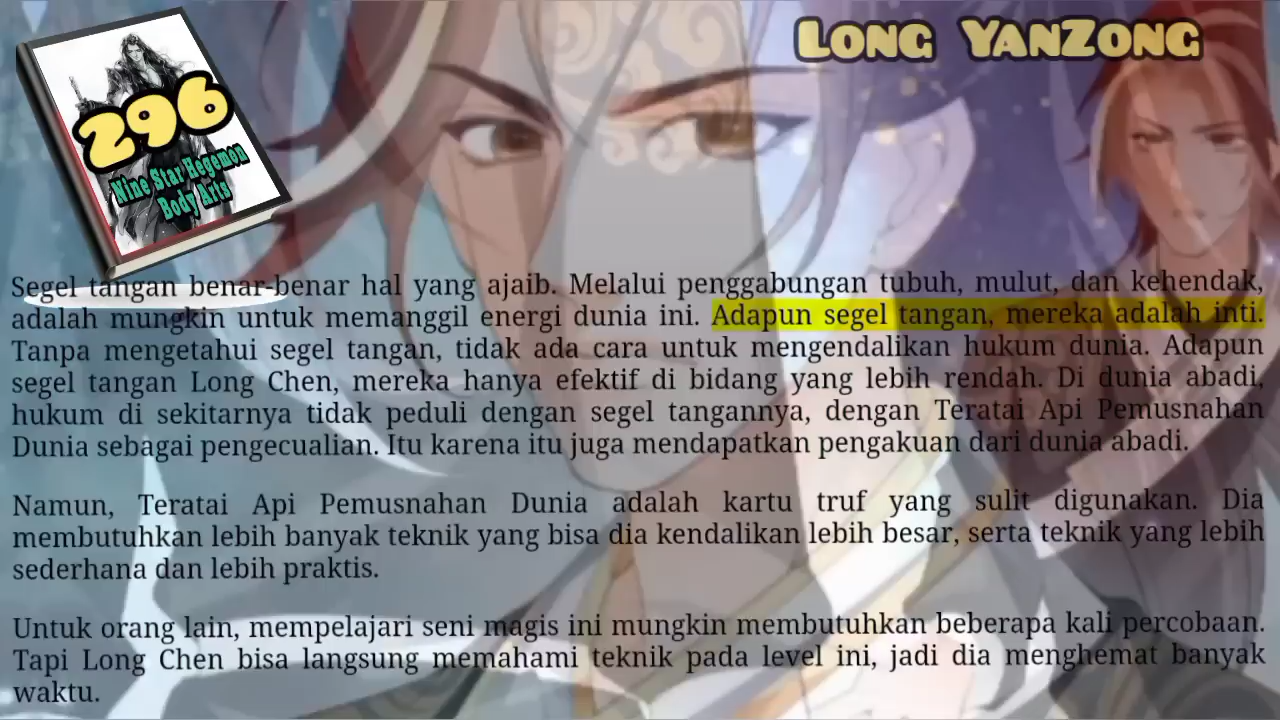 LONG YANZONG
296
Nine Star Hegemon
Body Arts
Segel tangan benar-benar hal yang ajaib. Melalui penggabungan tubuh, mulut, dan kehendak,
adalah mungkin untuk memanggil energi dunia ini. Adapun segel tangan, mereka adalah inti.
Tanpa mengetahui segel tangan, tidak ada cara untuk mengendalikan hukum dunia. Adapun
segel tangan Long Chen, mereka hanya efektif di bidang yang lebih rendah. Di dunia abadi,
hukum di sekitarnya tidak peduli dengan segel tangannya, dengan Teratai Api Pemusnahan
Dunia sebagai pengecualian. Itu karena itu juga mendapatkan pengakuan dari dunia abadi.
Namun, Teratai Api Pemusnahan Dunia adalah kartu truf yang sulit digunakan. Dia
membutuhkan lebih banyak teknik yang bisa dia kendalikan lebih besar, serta teknik yang lebih
sederhana dan lebih praktis.
Untuk orang lain, mempelajari seni magis ini mungkin membutuhkan beberapa kali percobaan.
Tapi Long Chen bisa langsung memahami teknik pada level ini, jadi dia menghemat banyak
waktu.